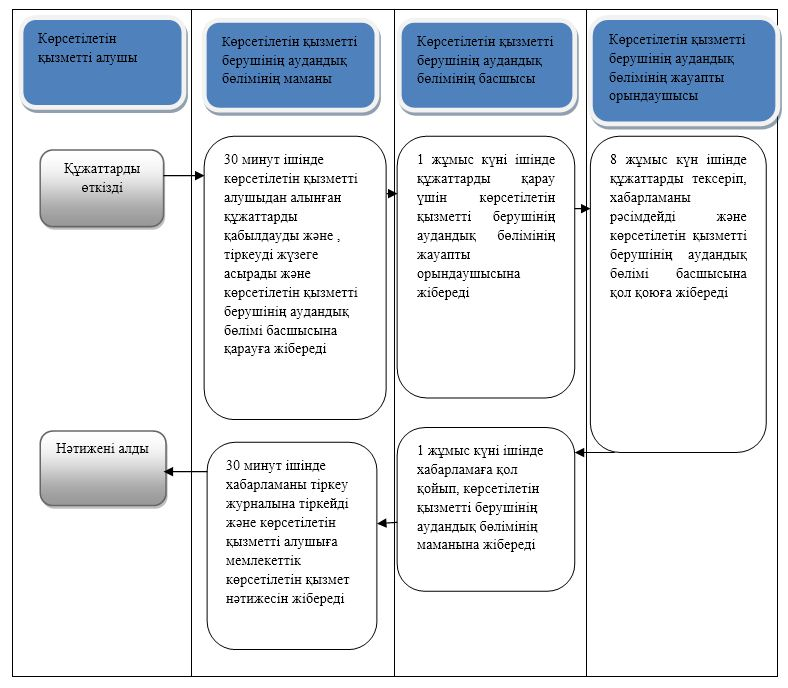 Көрсетілетін
қызметті алушы
Көрсетілетін қызметті
берушінің аудандық
бөлімінің маманы
Көрсетілетін қызметті
берушінің аудандық
бөлімінің басшысы
Көрсетілетін қызметті
берушінің аудандық
бөлімінің жауапты
орындаушысы
Құжаттарды
өткізді
30 минут ішінде
көрсетілетін қызметті
алушыдан алынған
құжаттарды
қабылдауды және ,
тіркеуді жүзеге
асырады және
көрсетілетін қызметті
берушінің аудандық
бөлімі басшысына
қарауға жібереді
1 жұмыс күні ішінде
құжаттарды қарау
үшін көрсетілетін
қызметті берушінің
аудандық бөлімінің
жауапты
орындаушысына
жібереді
8 жұмыс күн ішінде
құжаттарды тексеріп,
хабарламаны
рәсімдейді және
көрсетілетін қызметті
берушінің аудандық
бөлімі басшысына
қол қоюға жібереді
Нәтижені алды
30 минут ішінде
хабарламаны тіркеу
журналына тіркейді
және көрсетілетін
қызметті алушыға
мемлекеттік
көрсетілетін қызмет
нәтижесін жібереді
1 жұмыс күні ішінде
хабарламаға қол
қойып, көрсетілетін
қызметті берушінің
аудандық бөлімінің
маманына жібереді